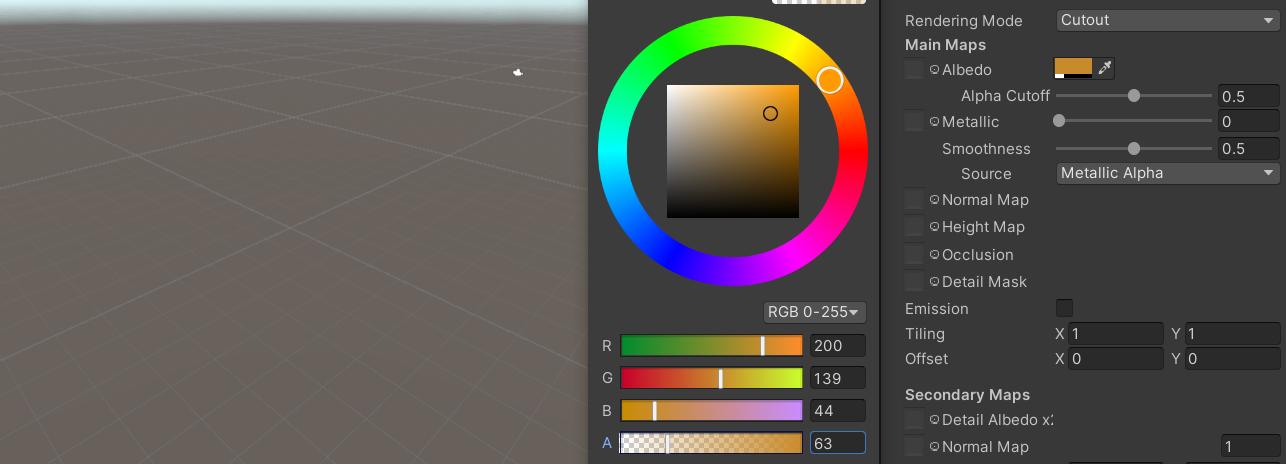 Rendering Mode Cutout
Main Maps
Albedo
Alpha Cutoff 0.5
Metallic 0
Smoothness 0.5
Source Metallic Alpha
Normal Map
Height Map
Occlusion
Detail Mask
Emission
Tiling X 1 Y 1
Offset X 0 Y 0
Secondary Maps
Detail Albedo x2
Normal Map 1
RGB 0-255
R 200
G 139
B 44
A 63